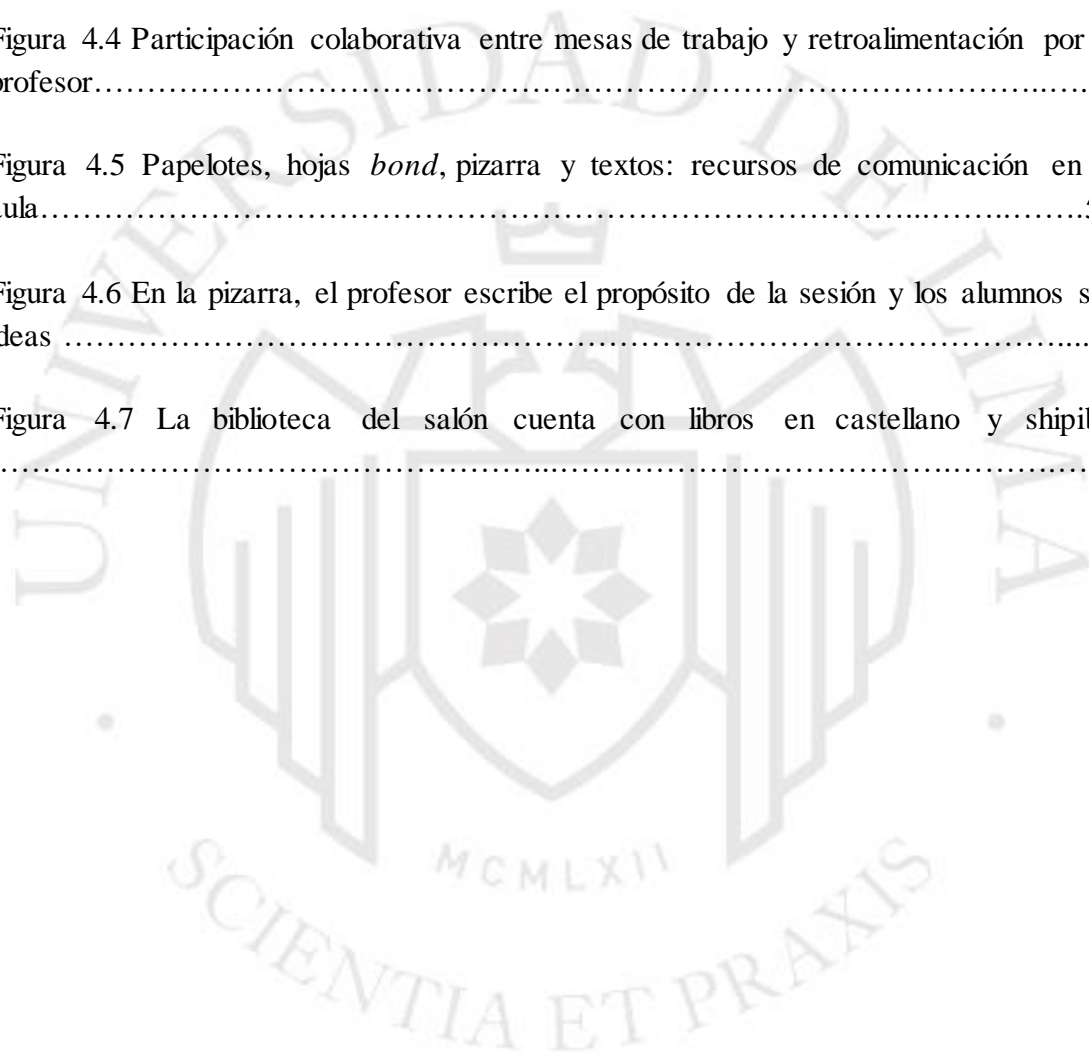 Figura 4.4 Participación colaborativa entre mesas de trabajo y retroalimentación por
profesor……………………………………………………………………………..…..
Figura 4.5 Papelotes, hojas bond, pizarra y textos: recursos de comunicación en
aula……………………………………………………………………...…….…….
Figura 4.6 En la pizarra, el profesor escribe el propósito de la sesión y los alumnos
ideas …………………………………………………………………………………....
Figura 4.7 La biblioteca del salón cuenta con libros en castellano y
……………………………………………...…………………………………….…..
UNIVERSIDAD DE LIMA
MCMLXII
SCIENTIA ET PRAXIS